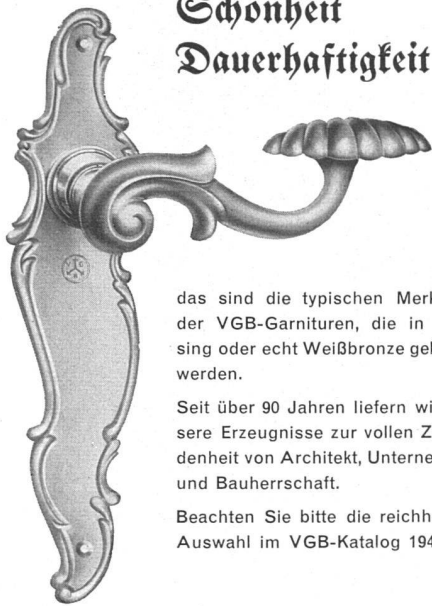 Schönheit
Dauerhaftigkeit
das sind die typischen Merk
der VGB-Garnituren, die in
sing oder echt Weißbronze gel
werden.
Seit über 90 Jahren liefern wi
sere Erzeugnisse zur vollen Z
denheit von Architekt, Unterne
und Bauherrschaft.
Beachten Sie bitte die reichh
Auswahl im VGB-Katalog 194